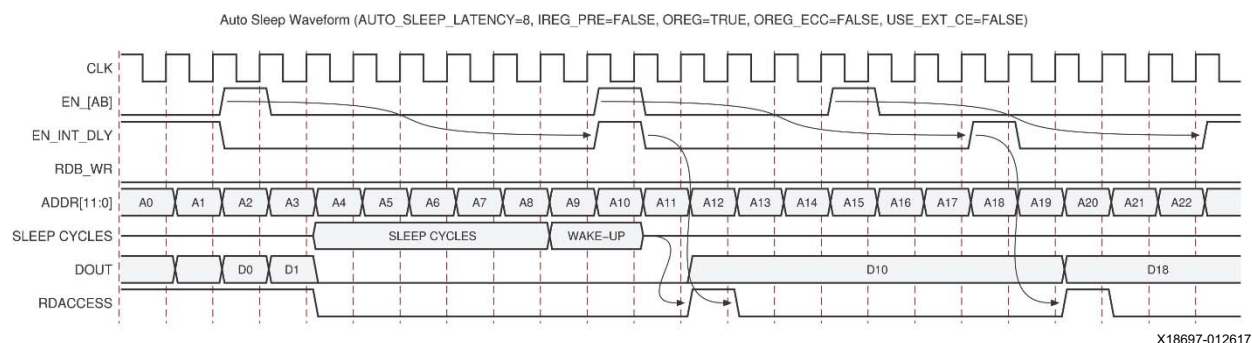 Auto Sleep Waveform (AUTO_SLEEP_LATENCY=8, IREG_PRE=FALSE, OREG=TRUE, OREG_ECC=FALSE, USE_EXT_CE=FALSE)
CLK
EN_[AB]
EN_INT_DLY
RDB_WR
ADDR[11:0] A0 A1 A2 A3 A4 A5 A6 A7 A8 A9 A10 A11 A12 A13 A14 A15 A16 A17 A18 A19 A20 A21 A22
SLEEP CYCLES SLEEP CYCLES WAKE–UP
DOUT D0 D1 D10 D18
RDACCESS
X18697-012617